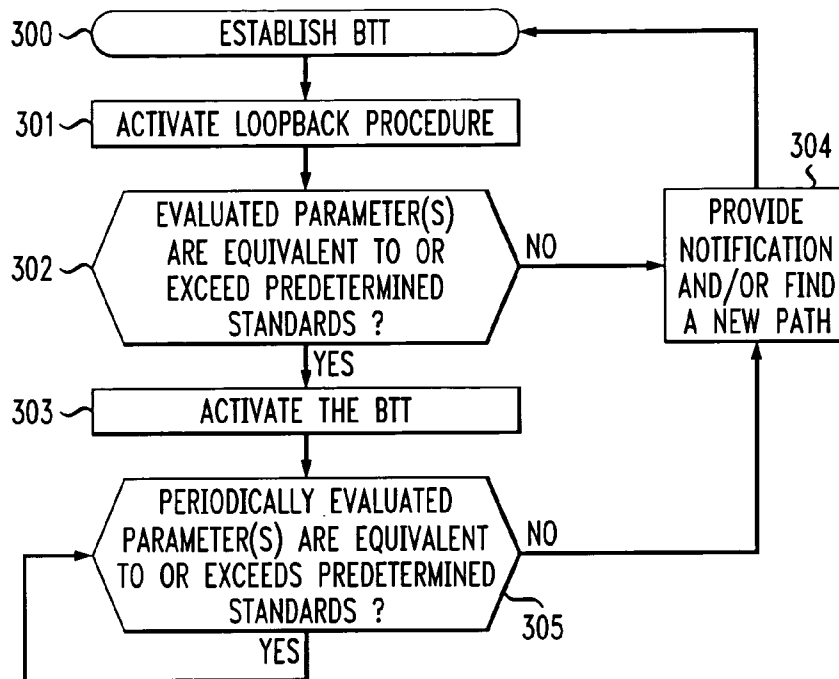 300
ESTABLISH BTT
301
ACTIVATE LOOPBACK PROCEDURE
302
EVALUATED PARAMETER(S)
ARE EQUIVALENT TO OR
EXCEED PREDETERMINED
STANDARDS ?
NO
YES
304
PROVIDE
NOTIFICATION
AND/OR FIND
A NEW PATH
303
ACTIVATE THE BTT
PERIODICALLY EVALUATED
PARAMETER(S) ARE EQUIVALENT
TO OR EXCEEDS PREDETERMINED
STANDARDS ?
NO
305
YES